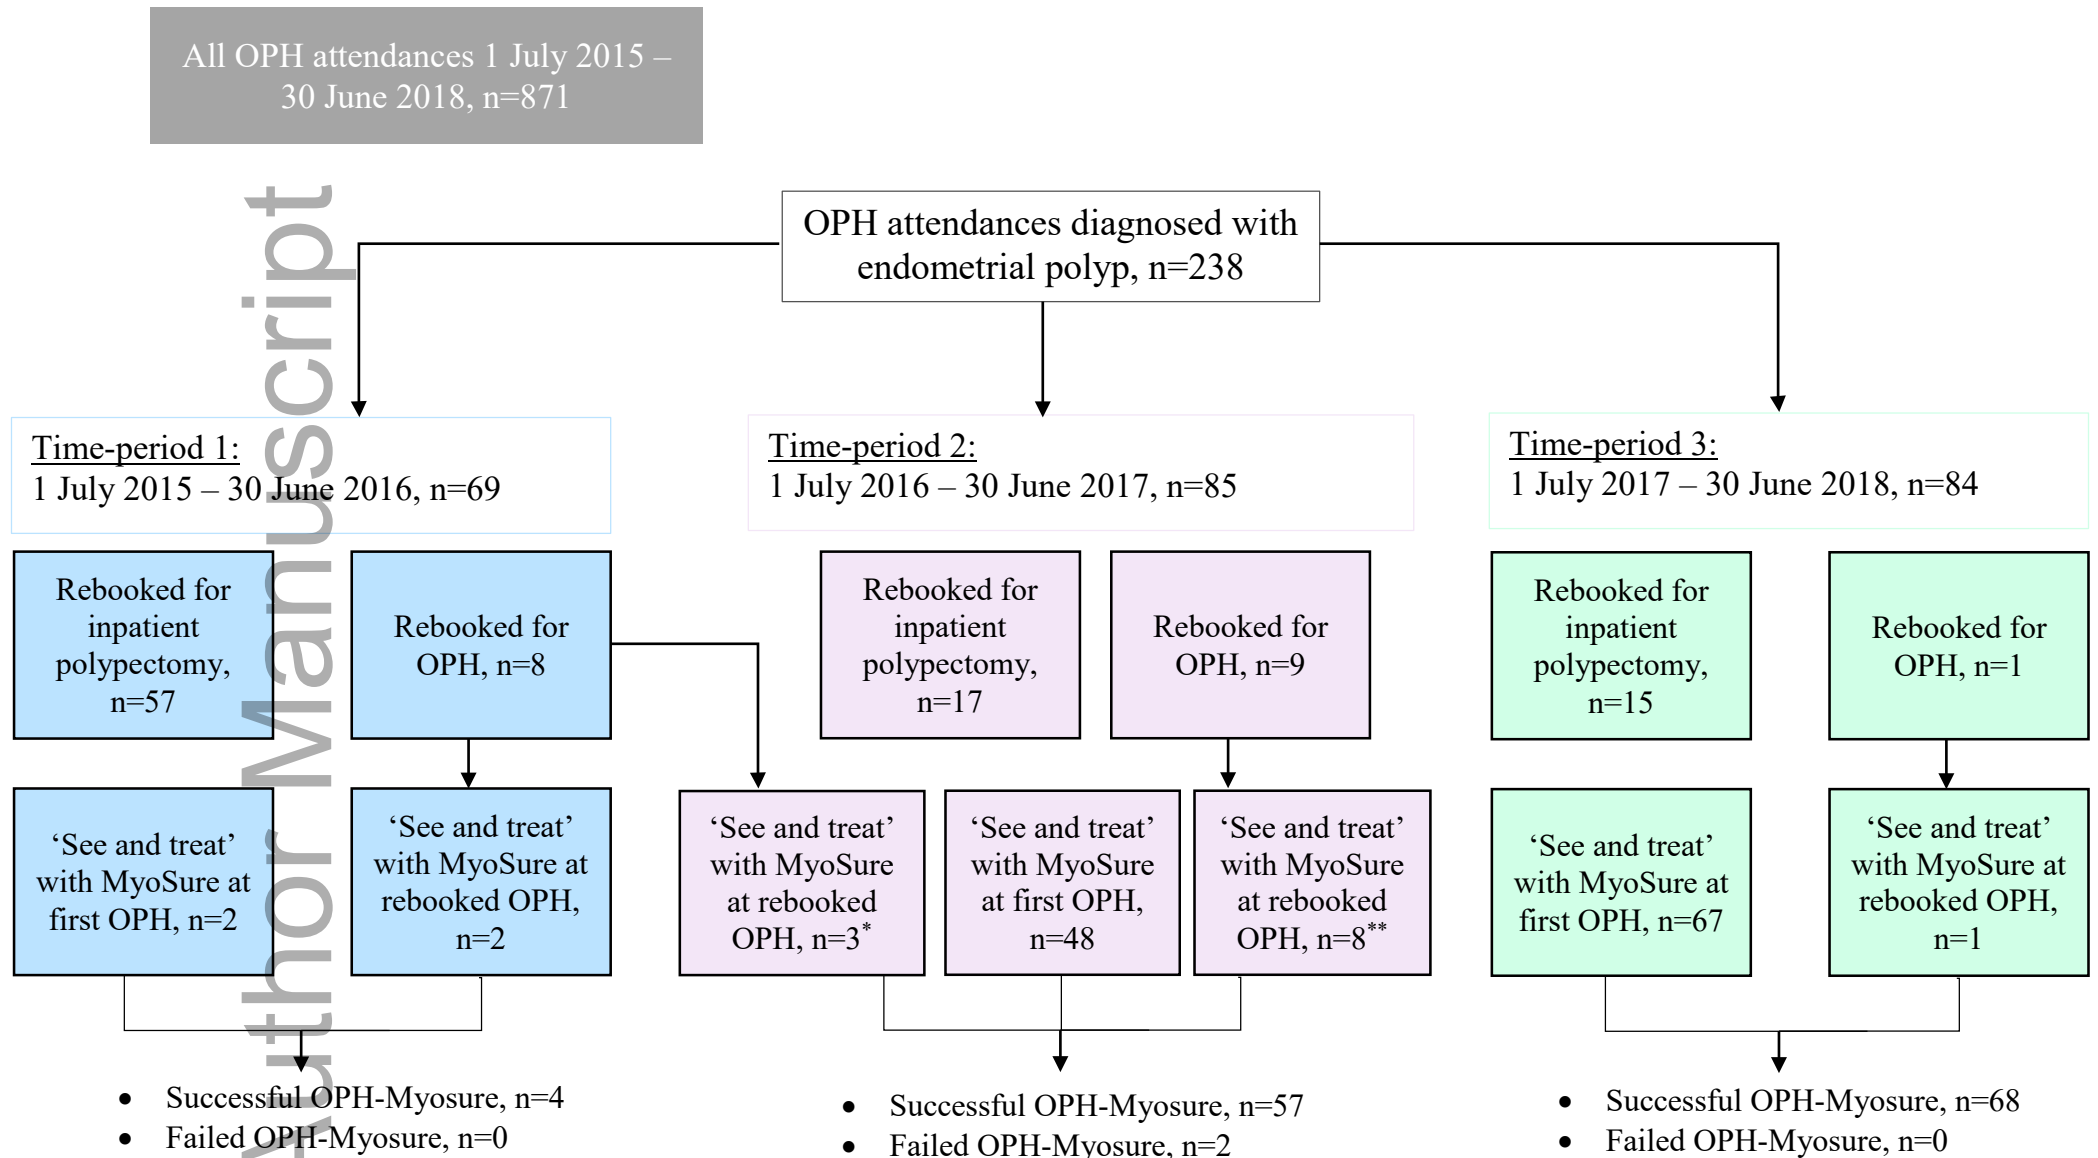 All OPH attendances 1 July 2015 –
30 June 2018, n=871
OPH attendances diagnosed with
endometrial polyp, n=238
Time-period 1:
1 July 2015 – 30 June 2016, n=69
Time-period 2:
1 July 2016 – 30 June 2017, n=85
Time-period 3:
1 July 2017 – 30 June 2018, n=84
Rebooked for
inpatient
polypectomy,
n=57
Rebooked for
OPH, n=8
Rebooked for
inpatient
polypectomy,
n=17
Rebooked for
OPH, n=9
Rebooked for
inpatient
polypectomy,
n=15
Rebooked for
OPH, n=1
‘See and treat’
with MyoSure at
first OPH, n=2
‘See and treat’
with MyoSure at
rebooked OPH,
n=2
‘See and treat’
with MyoSure
at rebooked
OPH, n=3*
‘See and treat’
with MyoSure
at first OPH,
n=48
‘See and treat’
with MyoSure
at rebooked
OPH, n=8**
‘See and treat’
with MyoSure at
first OPH, n=67
‘See and treat’
with MyoSure at
rebooked OPH,
n=1
• Successful OPH-Myosure, n=4
• Failed OPH-Myosure, n=0
• Successful OPH-Myosure, n=57
• Failed OPH-Myosure, n=2
• Successful OPH-Myosure, n=68
• Failed OPH-Myosure, n=0
Author Manuscript